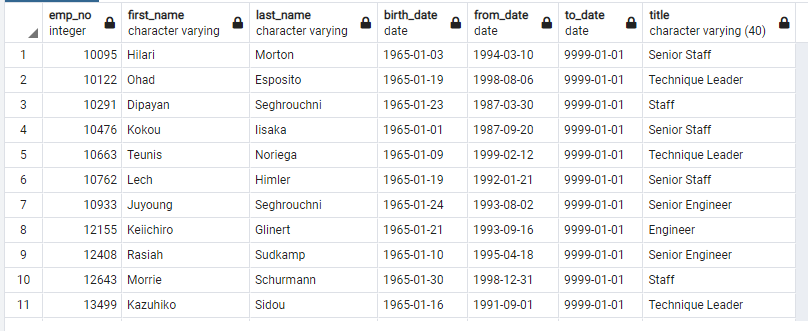 emp_no first_name last_name birth_date from_date to_date title
integer character varying character varying date date date character varying (40)
1 10095 Hilari Morton 1965-01-03 1994-03-10 9999-01-01 Senior Staff
2 10122 Ohad Esposito 1965-01-19 1998-08-06 9999-01-01 Technique Leader
3 10291 Dipayan Seghrouchni 1965-01-23 1987-03-30 9999-01-01 Staff
4 10476 Kokou Iisaka 1965-01-01 1987-09-20 9999-01-01 Senior Staff
5 10663 Teunis Noriega 1965-01-09 1999-02-12 9999-01-01 Technique Leader
6 10762 Lech Himler 1965-01-19 1992-01-21 9999-01-01 Senior Staff
7 10933 Juyoung Seghrouchni 1965-01-24 1993-08-02 9999-01-01 Senior Engineer
8 12155 Keiichiro Glinert 1965-01-21 1993-09-16 9999-01-01 Engineer
9 12408 Rasiah Sudkamp 1965-01-10 1995-04-18 9999-01-01 Senior Engineer
10 12643 Morrie Schurmann 1965-01-30 1998-12-31 9999-01-01 Staff
11 13499 Kazuhiko Sidou 1965-01-16 1991-09-01 9999-01-01 Technique Leader